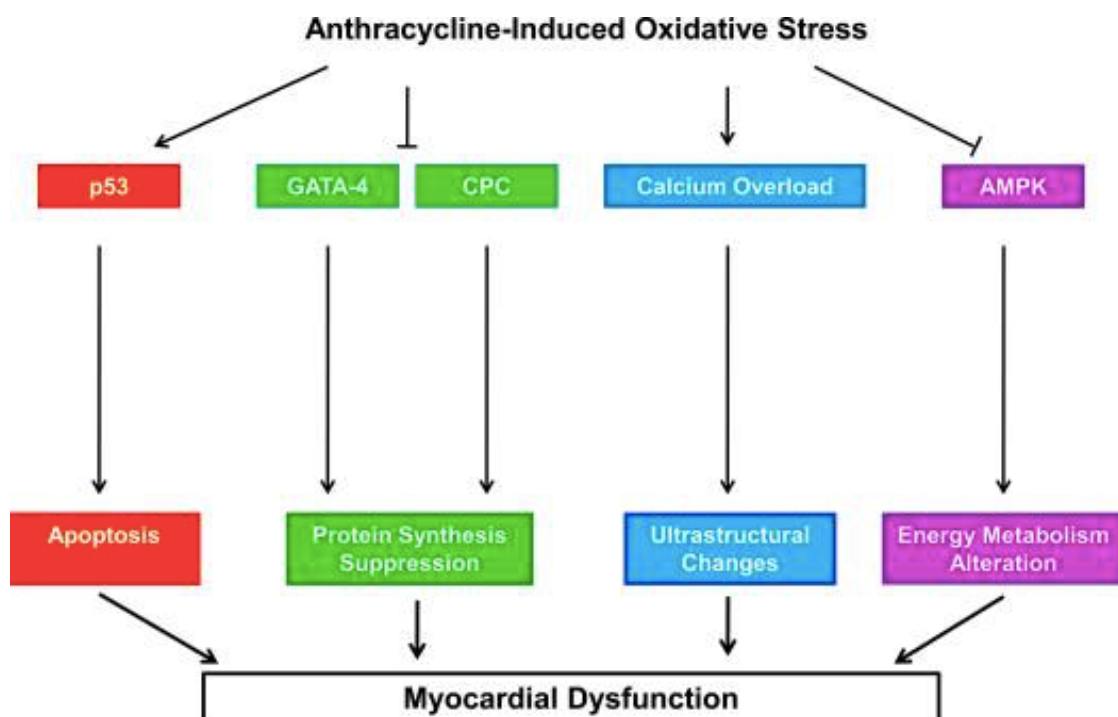 Anthracycline-Induced Oxidative Stress
p53
GATA-4
CPC
Calcium Overload
AMPK
Apoptosis
Protein Synthesis
Suppression
Ultrastructural
Changes
Energy Metabolism
Alteration
Myocardial Dysfunction